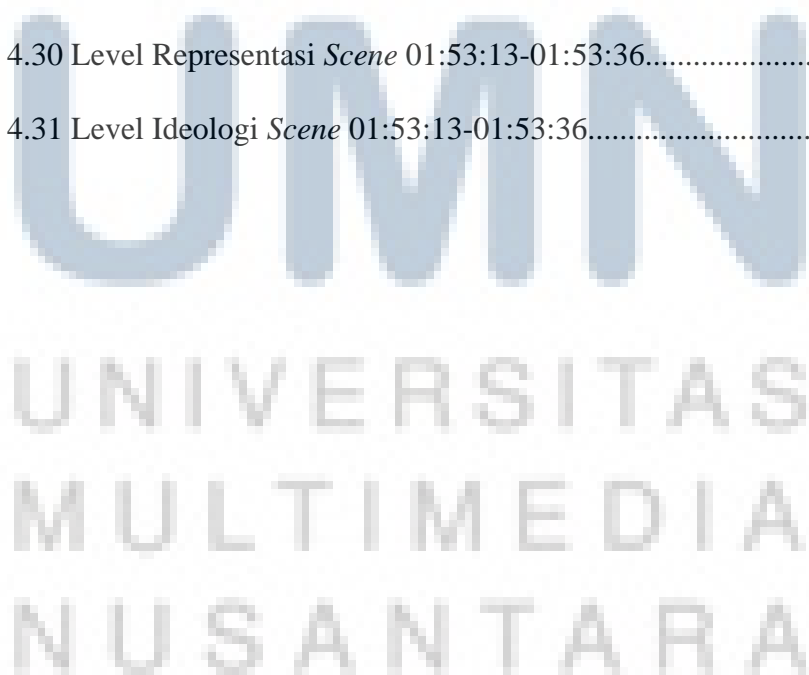 4.30 Level Representasi Scene 01:53:13-01:53:36....................
4.31 Level Ideologi Scene 01:53:13-01:53:36..........................
UMN
UNIVERSITAS
MULTIMEDIA
NUSANTARA